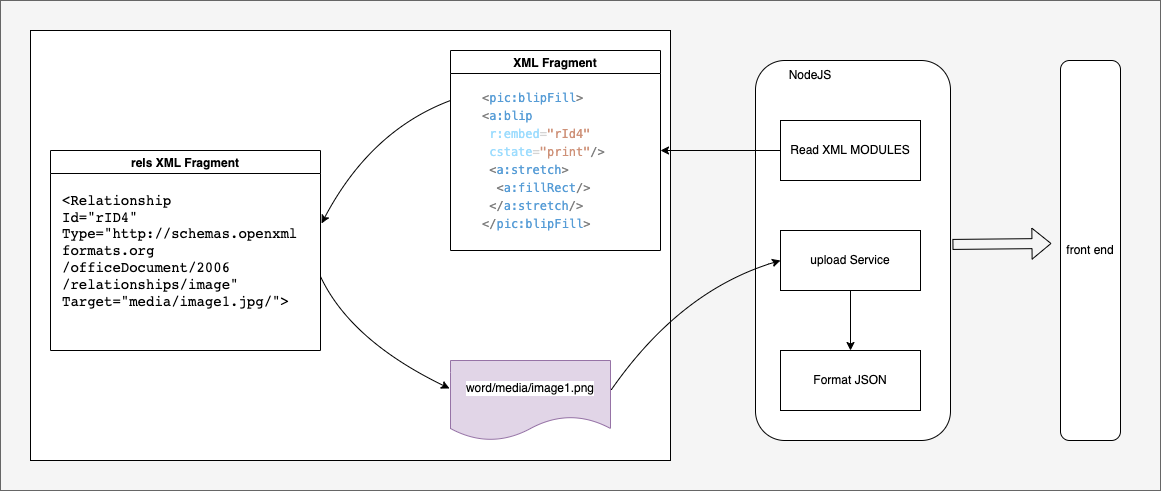 XML Fragment
<pic:blipFill>
<a:blip
r:embed="rId4"
cstate="print"/>
<a:stretch>
<a:fillRect/>
</a:stretch/>
</pic:blipFill>
rels XML Fragment
<Relationship
Id="rID4"
Type="http://schemas.openxml
formats.org
/officeDocument/2006
/relationships/image"
Target="media/image1.jpg/">
word/media/image1.png
NodeJS
Read XML MODULES
upload Service
Format JSON
front end